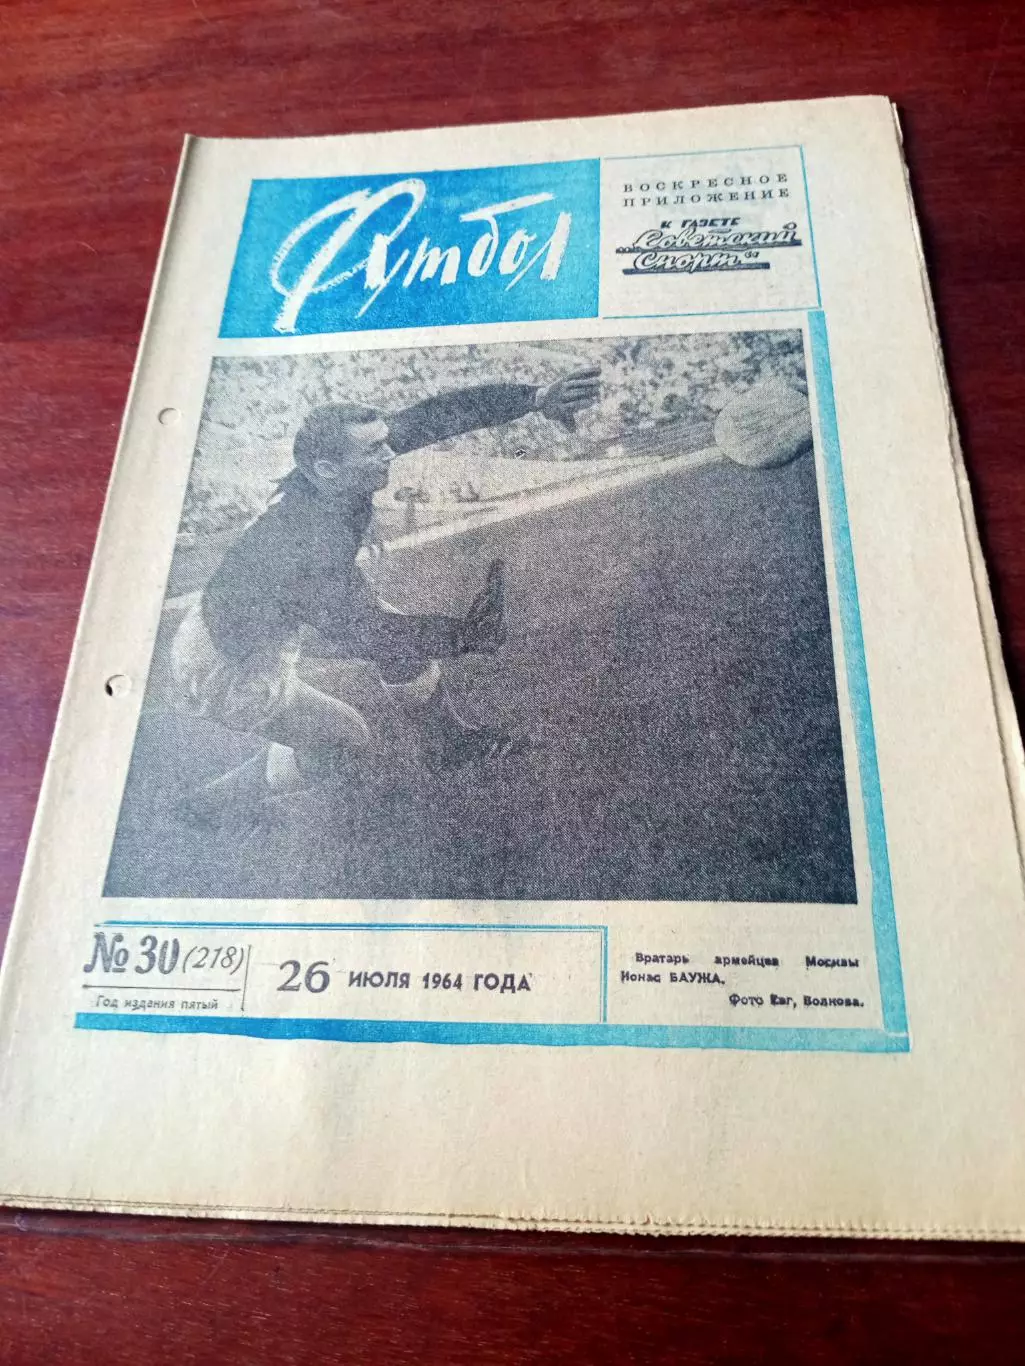 Футбол
ВОСКРЕСНОЕ
ПРИЛОЖЕНИЕ
К ГАЗЕТЕ
„Советский
Спорт“
№ 30 (218)
Год издания пятый
26 ИЮЛЯ 1964 ГОДА
Вратарь армейцев Москвы
Ионас БАУЖА.
Фото Евг, Волкова.